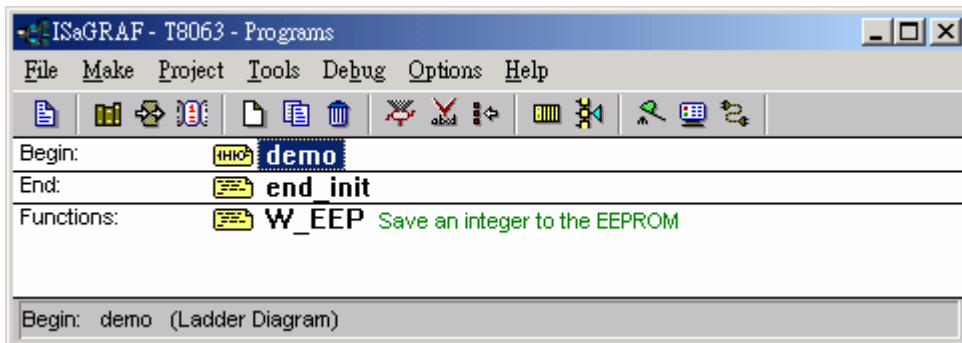 ISaGRAF - T8063 - Programs
File Make Project Tools Debug Options Help
Begin: demo
End: end_init
Functions: W_EEP Save an integer to the EEPROM
Begin: demo (Ladder Diagram)